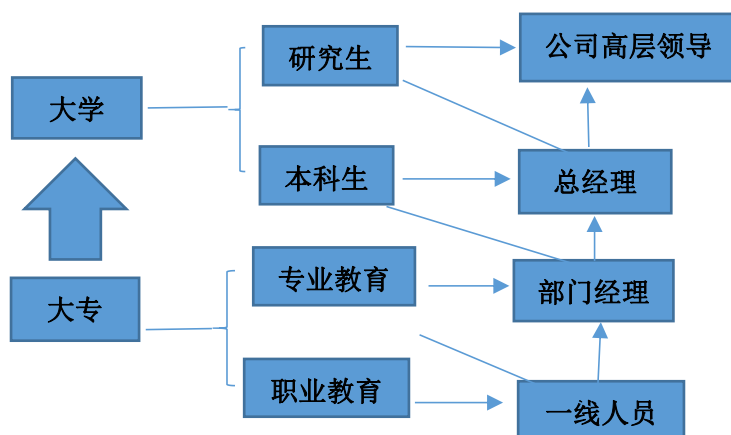 研究生
公司高层领导
大学
本科生
总经理
专业教育
部门经理
大专
职业教育
一线人员